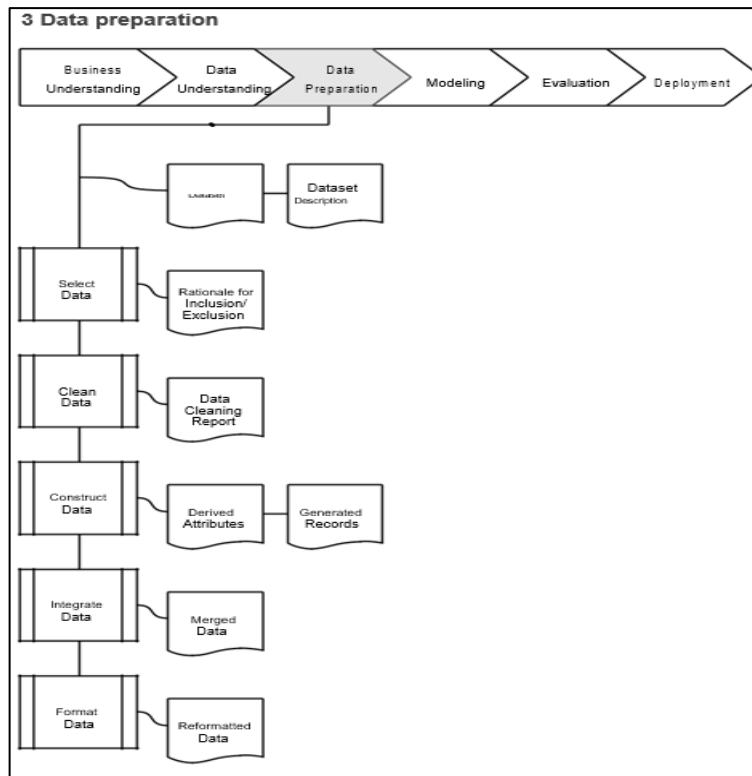 3 Data preparation
Business
Understanding
Data
Understanding
Data
Preparation
Modeling
Evaluation
Deployment
Dataset
Description
Select
Data
Rationale for
Inclusion/
Exclusion
Clean
Data
Data
Cleaning
Report
Construct
Data
Derived
Attributes
Generated
Records
Integrate
Data
Merged
Data
Format
Data
Reformatted
Data